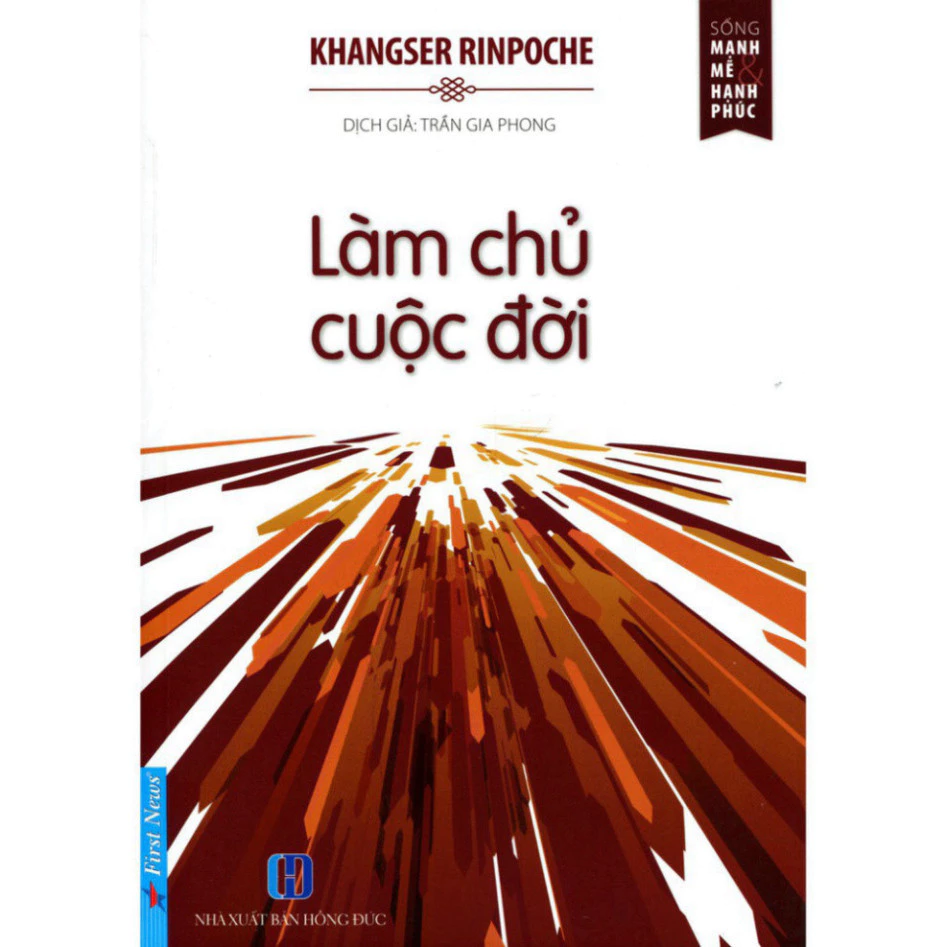 KHANGSER RINPOCHE
DỊCH GIẢ: TRẦN GIA PHONG
SỐNG
MẠNH
MẼ &
HẠNH
PHÚC
Làm chủ
cuộc đời
First News®
NHÀ XUẤT BẢN HỒNG ĐỨC